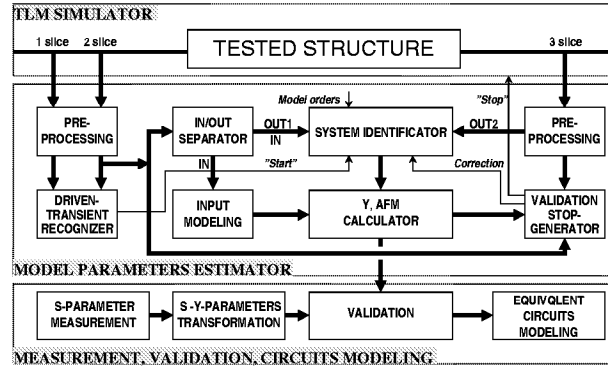 TLM SIMULATOR
1 slice 2 slice 3 slice
TESTED STRUCTURE
Model orders "Stop"
PRE-
PROCESSING
IN/OUT
SEPARATOR
OUT1
IN
SYSTEM IDENTIFICATOR
OUT2
PRE-
PROCESSING
IN "Start" Correction
DRIVEN-
TRANSIENT
RECOGNIZER
INPUT
MODELING
Y, AFM
CALCULATOR
VALIDATION
STOP-
GENERATOR
MODEL PARAMETERS ESTIMATOR
S-PARAMETER
MEASUREMENT
S -Y-PARAMETERS
TRANSFORMATION
VALIDATION
EQUIVQLENT
CIRCUITS
MODELING
MEASUREMENT, VALIDATION, CIRCUITS MODELING